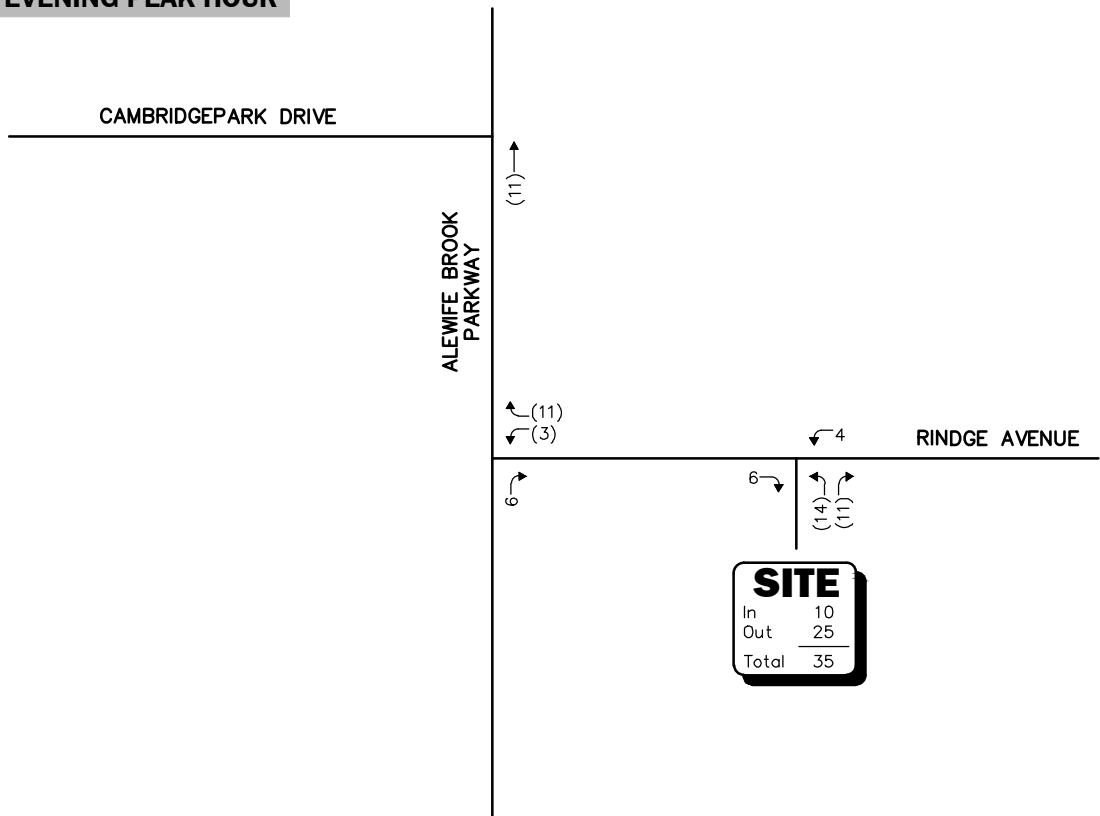 EVENING PEAK HOUR
CAMBRIDGEPARK DRIVE
(11)
ALEWIFE BROOK
PARKWAY
(11)
(3)
4
RINDGE AVENUE
6
6
(14)
(11)
SITE
In 10
Out 25
Total 35